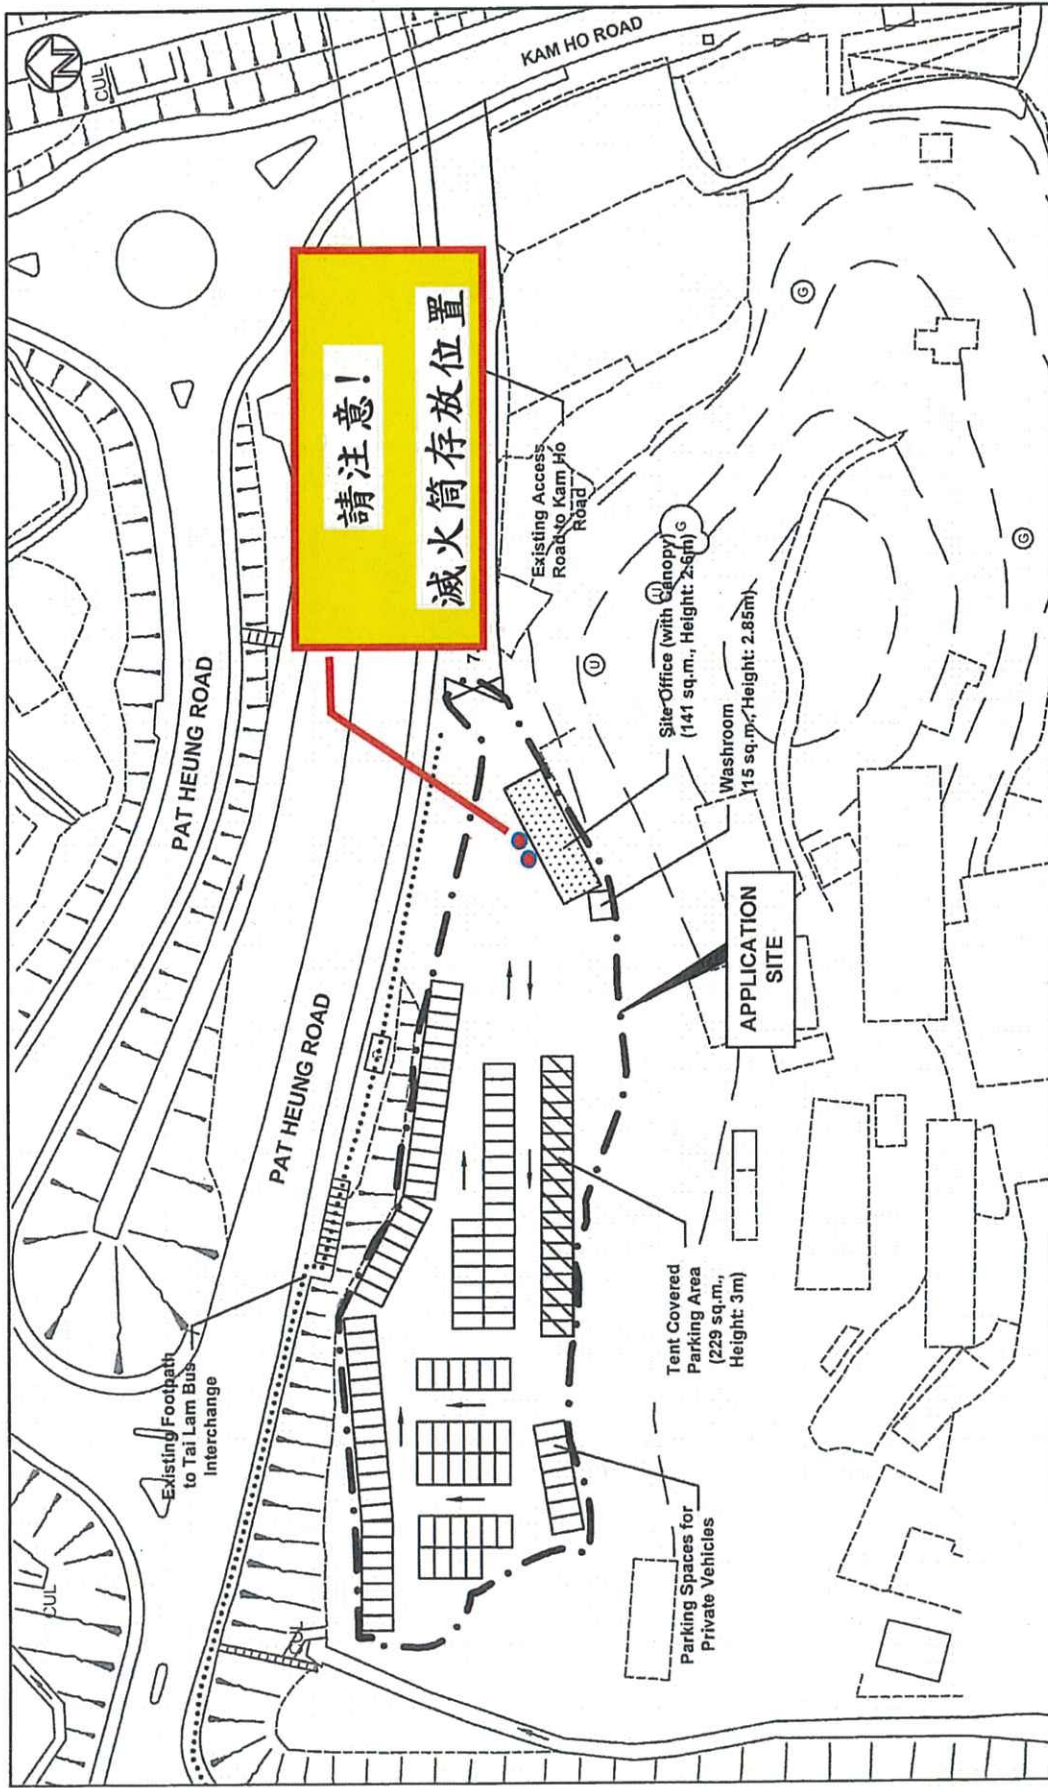 N
CUL
KAM HO ROAD
PAT HEUNG ROAD
PAT HEUNG ROAD
請注意!
滅火筒存放位置
Existing Access
Road to Kam Ho
Road
7
Existing Footpath
to Tai Lam Bus
Interchange
CUL
CUL
Site Office (with Canopy)
(141 sq.m., Height: 2.6m)
Washroom
(15 sq.m., Height: 2.85m)
APPLICATION
SITE
Tent Covered
Parking Area
(229 sq.m.,
Height: 3m)
Parking Spaces for
Private Vehicles
U
U
G
G
G